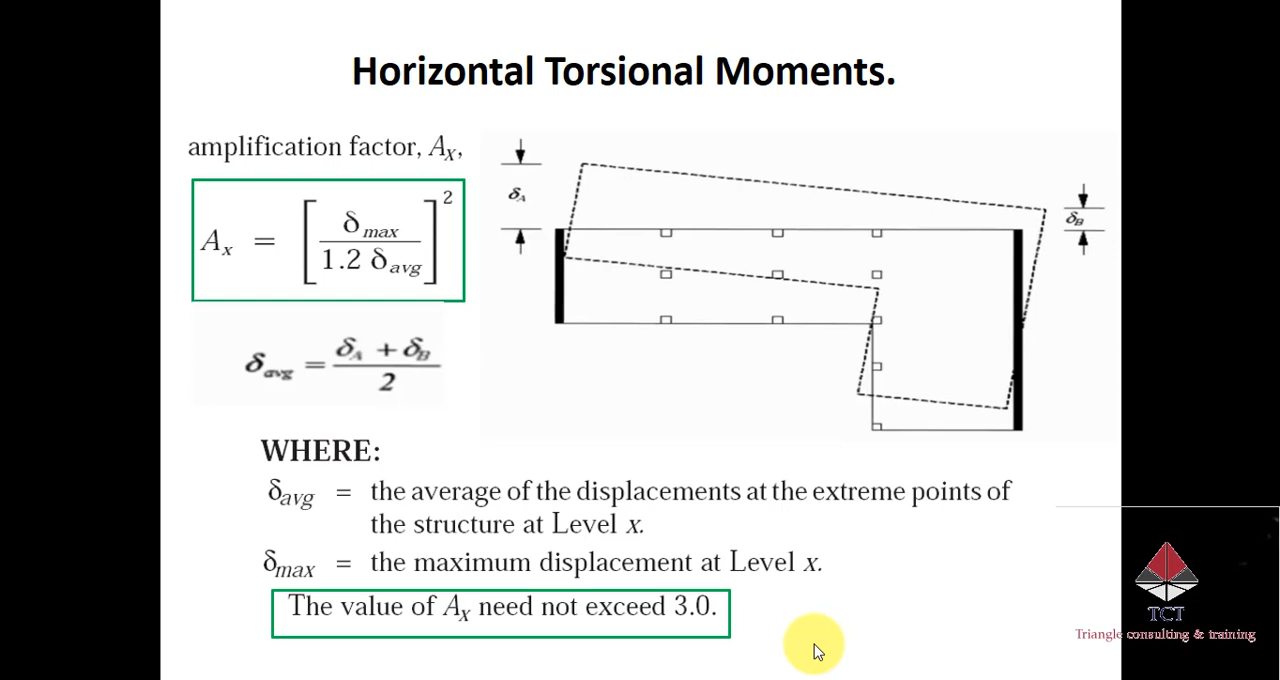 Horizontal Torsional Moments.
amplification factor, Aₓ,
Aₓ = [ δmax / 1.2 δavg ]²
δA
δB
δavg = δA + δB / 2
WHERE:
δavg = the average of the displacements at the extreme points of
the structure at Level x.
δmax = the maximum displacement at Level x.
The value of Aₓ need not exceed 3.0.
TCT
Triangle consulting & training